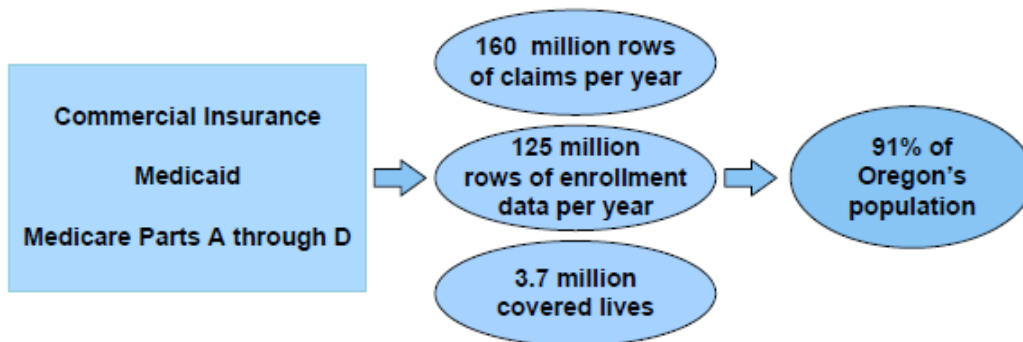 Commercial Insurance
Medicaid
Medicare Parts A through D
160 million rows
of claims per year
125 million
rows of enrollment
data per year
3.7 million
covered lives
91% of
Oregon's
population